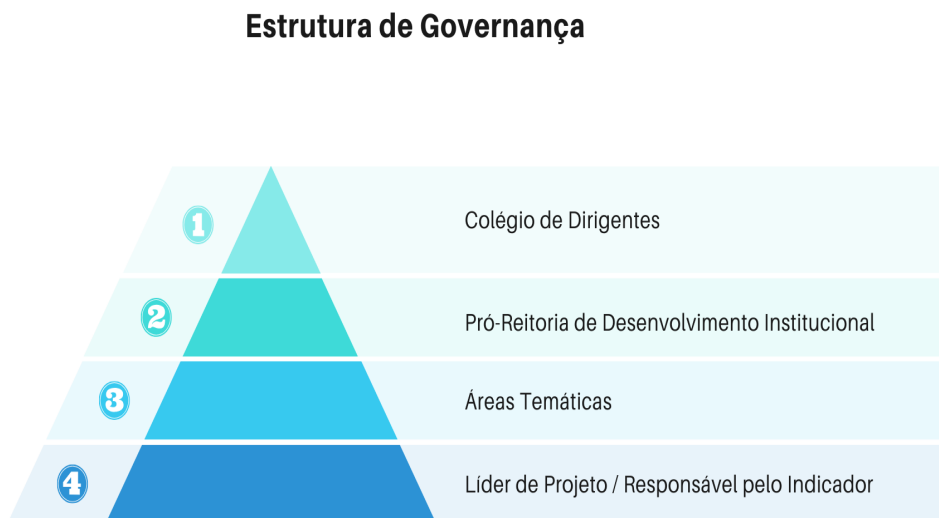 Estrutura de Governança
1
Colégio de Dirigentes
2
Pró-Reitoria de Desenvolvimento Institucional
3
Áreas Temáticas
4
Líder de Projeto / Responsável pelo Indicador